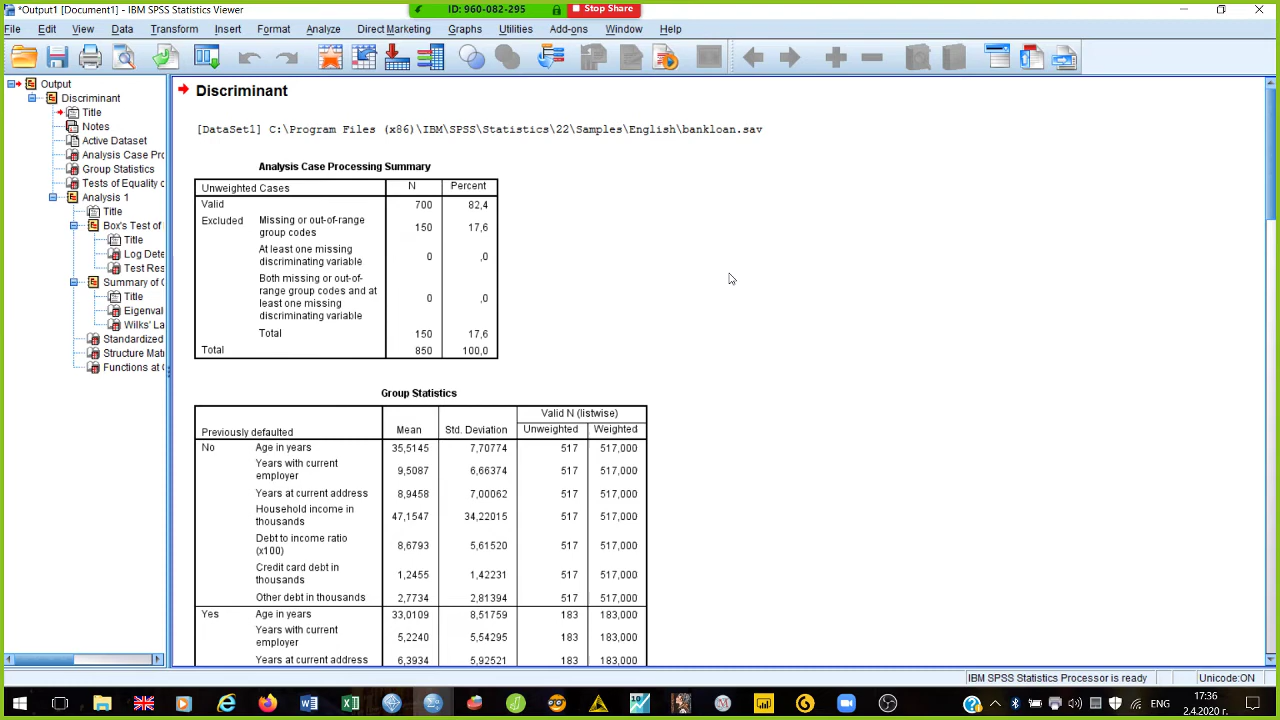 *Output1 [Document1] - IBM SPSS Statistics Viewer
ID: 960-082-295
Stop Share
File Edit View Data Transform Insert Format Analyze Direct Marketing Graphs Utilities Add-ons Window Help
Output
Discriminant
Title
Notes
Active Dataset
Analysis Case Pr
Group Statistics
Tests of Equality o
Analysis 1
Title
Box's Test of
Title
Log Dete
Test Res
Summary of C
Title
Eigenval
Wilks' La
Standardized
Structure Mat
Functions at G
Discriminant
[DataSet1] C:\Program Files (x86)\IBM\SPSS\Statistics\22\Samples\English\bankloan.sav
Analysis Case Processing Summary
Unweighted Cases N Percent
Valid 700 82,4
Excluded Missing or out-of-range
group codes 150 17,6
At least one missing
discriminating variable 0 ,0
Both missing or out-of-
range group codes and at
least one missing
discriminating variable 0 ,0
Total 150 17,6
Total 850 100,0
Group Statistics
Previously defaulted Mean Std. Deviation Valid N (listwise)
Unweighted Weighted
No Age in years 35,5145 7,70774 517 517,000
Years with current
employer 9,5087 6,66374 517 517,000
Years at current address 8,9458 7,00062 517 517,000
Household income in
thousands 47,1547 34,22015 517 517,000
Debt to income ratio
(x100) 8,6793 5,61520 517 517,000
Credit card debt in
thousands 1,2455 1,42231 517 517,000
Other debt in thousands 2,7734 2,81394 517 517,000
Yes Age in years 33,0109 8,51759 183 183,000
Years with current
employer 5,2240 5,54295 183 183,000
Years at current address 6,3934 5,92521 183 183,000
IBM SPSS Statistics Processor is ready
Unicode:ON
ENG
17:36
2.4.2020 г.